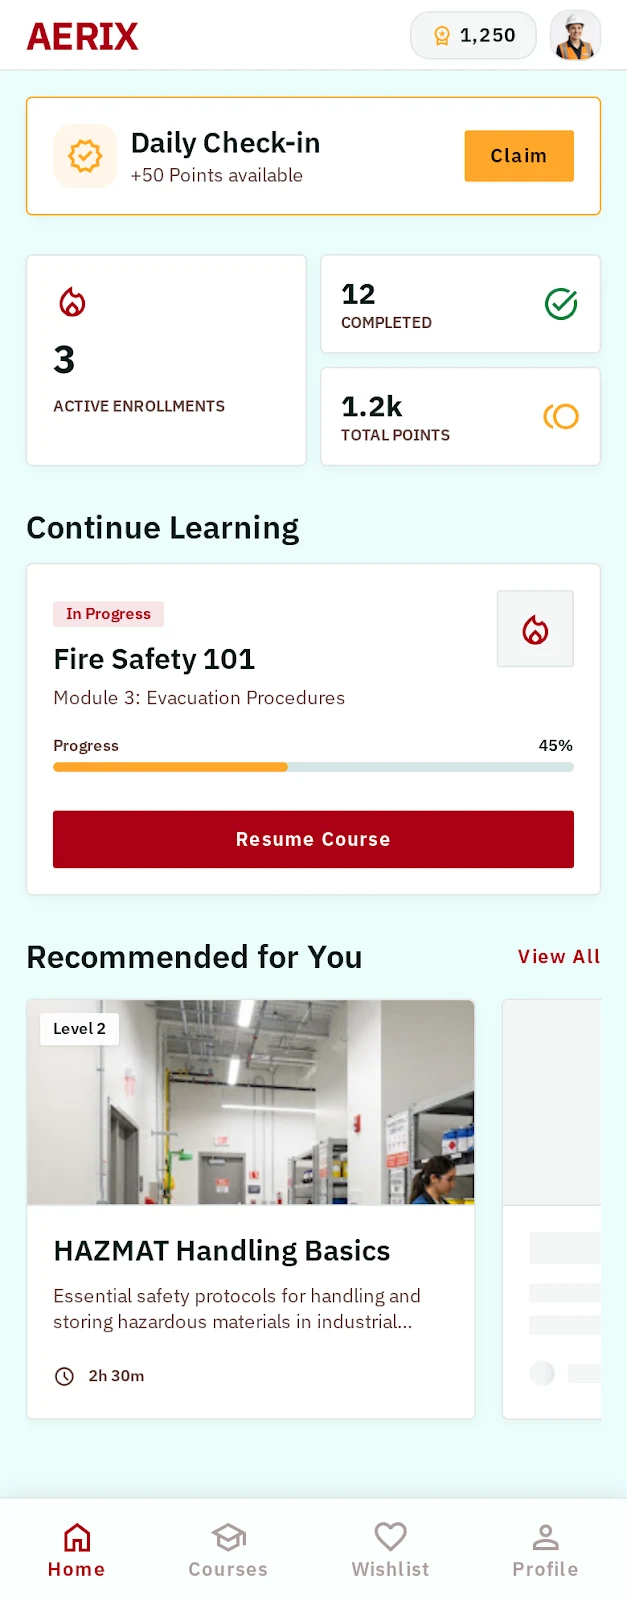 AERIX
1,250
Daily Check-in
+50 Points available
Claim
3
ACTIVE ENROLLMENTS
12
COMPLETED
1.2k
TOTAL POINTS
Continue Learning
In Progress
Fire Safety 101
Module 3: Evacuation Procedures
Progress
45%
Resume Course
Recommended for You
View All
Level 2
HAZMAT Handling Basics
Essential safety protocols for handling and
storing hazardous materials in industrial...
2h 30m
Home
Courses
Wishlist
Profile